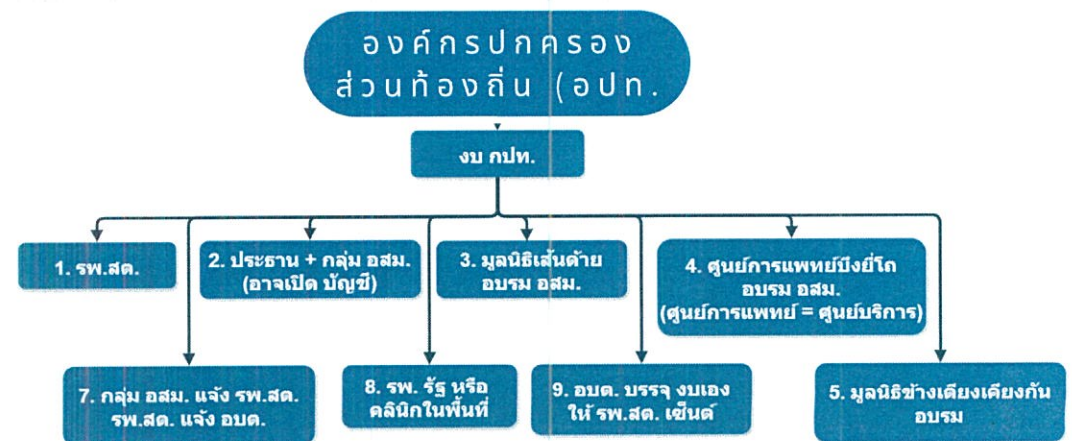 องค์กรปกครอง
ส่วนท้องถิ่น (อปท.
งบ กปท.
1. รพ.สต.
2. ประธาน + กลุ่ม อสม.
(อาจเปิด บัญชี)
3. มูลนิธิเส้นด้าย
อบรม อสม.
4. ศูนย์การแพทย์บึงยี่โถ
อบรม อสม.
(ศูนย์การแพทย์ = ศูนย์บริการ)
7. กลุ่ม อสม. แจ้ง รพ.สต.
รพ.สต. แจ้ง อบต.
8. รพ. รัฐ หรือ
คลินิกในพื้นที่
9. อบต. บรรจุ งบเอง
ให้ รพ.สต. เซ็นต์
5. มูลนิธิข้างเตียงเคียงกัน
อบรม